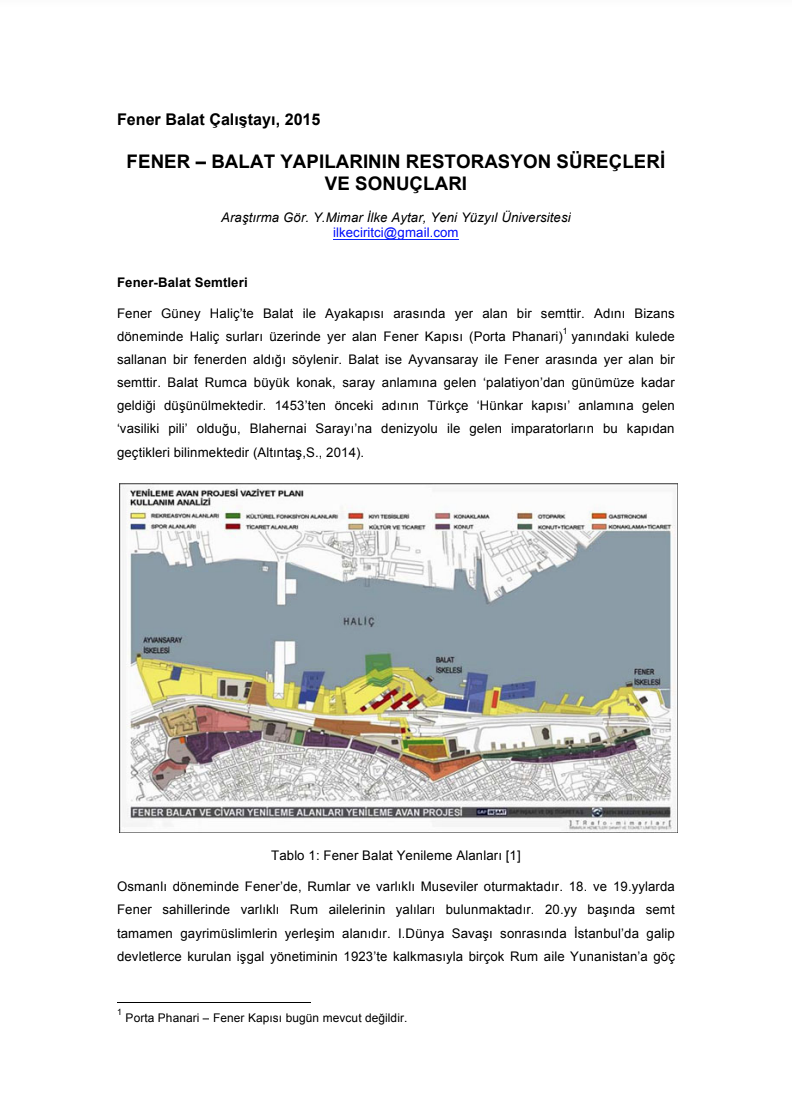 Fener Balat Çalıştayı, 2015
FENER – BALAT YAPILARININ RESTORASYON SÜREÇLERİ
VE SONUÇLARI
Araştırma Gör. Y.Mimar İlke Aytar, Yeni Yüzyıl Üniversitesi
ilkeciritci@gmail.com
Fener-Balat Semtleri
Fener Güney Haliç’te Balat ile Ayakapısı arasında yer alan bir semttir. Adını Bizans
döneminde Haliç surları üzerinde yer alan Fener Kapısı (Porta Phanari)1 yanındaki kulede
sallanan bir fenerden aldığı söylenir. Balat ise Ayvansaray ile Fener arasında yer alan bir
semttir. Balat Rumca büyük konak, saray anlamına gelen ‘palatiyon’dan günümüze kadar
geldiği düşünülmektedir. 1453’ten önceki adının Türkçe ‘Hünkar kapısı’ anlamına gelen
‘vasiliki pili’ olduğu, Blahernai Sarayı’na denizyolu ile gelen imparatorların bu kapıdan
geçtikleri bilinmektedir (Altıntaş,S., 2014).
YENİLEME AVAN PROJESİ VAZİYET PLANI
KULLANIM ANALİZİ
REKREASYON ALANLARI KÜLTÜREL FONKSİYON ALANLARI KIYI TESİSLERİ KONAKLAMA OTOPARK GASTRONOMİ
SPOR ALANLARI TİCARET ALANLARI KÜLTÜR VE TİCARET KONUT KONUT+TİCARET KONAKLAMA+TİCARET
HALİÇ
AYVANSARAY
İSKELESİ
BALAT
İSKELESİ
FENER
İSKELESİ
FENER BALAT VE CİVARI YENİLEME ALANLARI YENİLEME AVAN PROJESİ
Tablo 1: Fener Balat Yenileme Alanları [1]
Osmanlı döneminde Fener’de, Rumlar ve varlıklı Museviler oturmaktadır. 18. ve 19.yylarda
Fener sahillerinde varlıklı Rum ailelerinin yalıları bulunmaktadır. 20.yy başında semt
tamamen gayrimüslimlerin yerleşim alanıdır. I.Dünya Savaşı sonrasında İstanbul’da galip
devletlerce kurulan işgal yönetiminin 1923’te kalkmasıyla birçok Rum aile Yunanistan’a göç
1 Porta Phanari – Fener Kapısı bugün mevcut değildir.